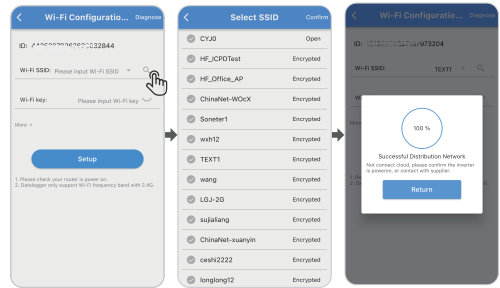 Wi-Fi Configuratio... Diagnose
ID:
032844
Wi-Fi SSID: Please input Wi-Fi SSID
Wi-Fi key: Please input Wi-Fi key
More >
Setup
1. Please check your router is power on.
2. Datalogger only support Wi-Fi frequency band with 2.4G.
Select SSID Confirm
CYJ0 Open
HF_ICPDTest Encrypted
HF_Office_AP Encrypted
ChinaNet-WOcX Encrypted
Soneter1 Encrypted
wxh12 Encrypted
TEXT1 Encrypted
wang Encrypted
LGJ-2G Encrypted
sujialiang Encrypted
ChinaNet-xuanyin Encrypted
ceshi2222 Encrypted
longlong12 Encrypted
Wi-Fi Configuratio... Diagnose
ID:
973204
Wi-Fi SSID: TEXT1
100 %
Successful Distribution Network
Not connect cloud, please confirm the inverter
is poweron, or contact with supplier.
Return